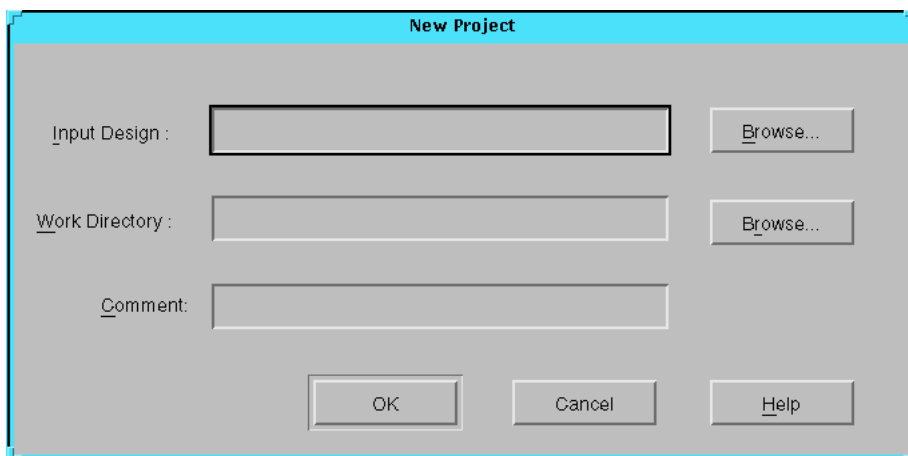 New Project
Input Design :
Browse...
Work Directory :
Browse...
Comment:
OK
Cancel
Help